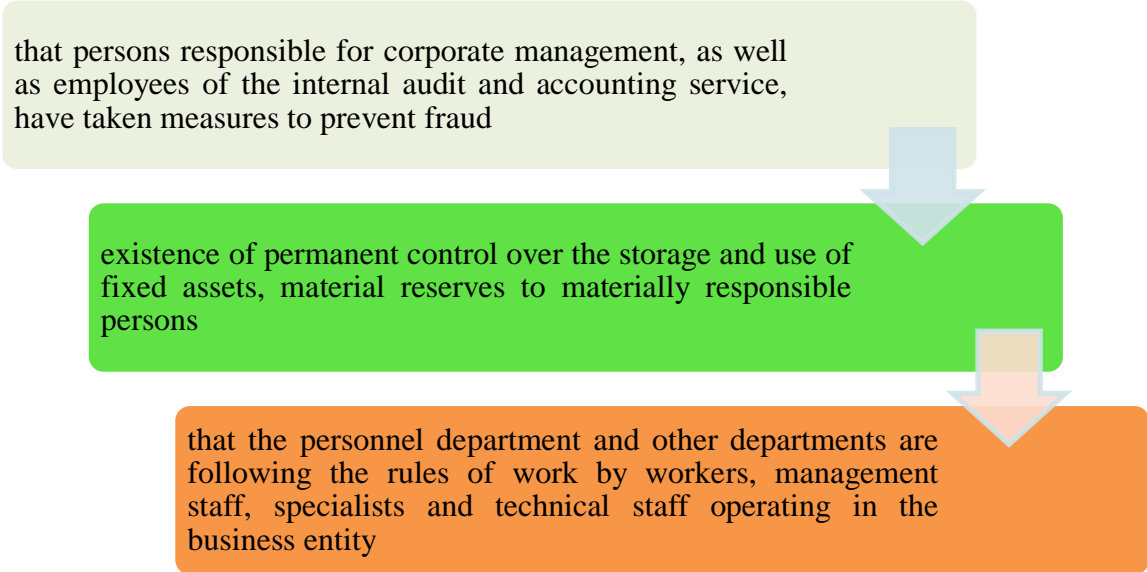 that persons responsible for corporate management, as well
as employees of the internal audit and accounting service,
have taken measures to prevent fraud
existence of permanent control over the storage and use of
fixed assets, material reserves to materially responsible
persons
that the personnel department and other departments are
following the rules of work by workers, management
staff, specialists and technical staff operating in the
business entity